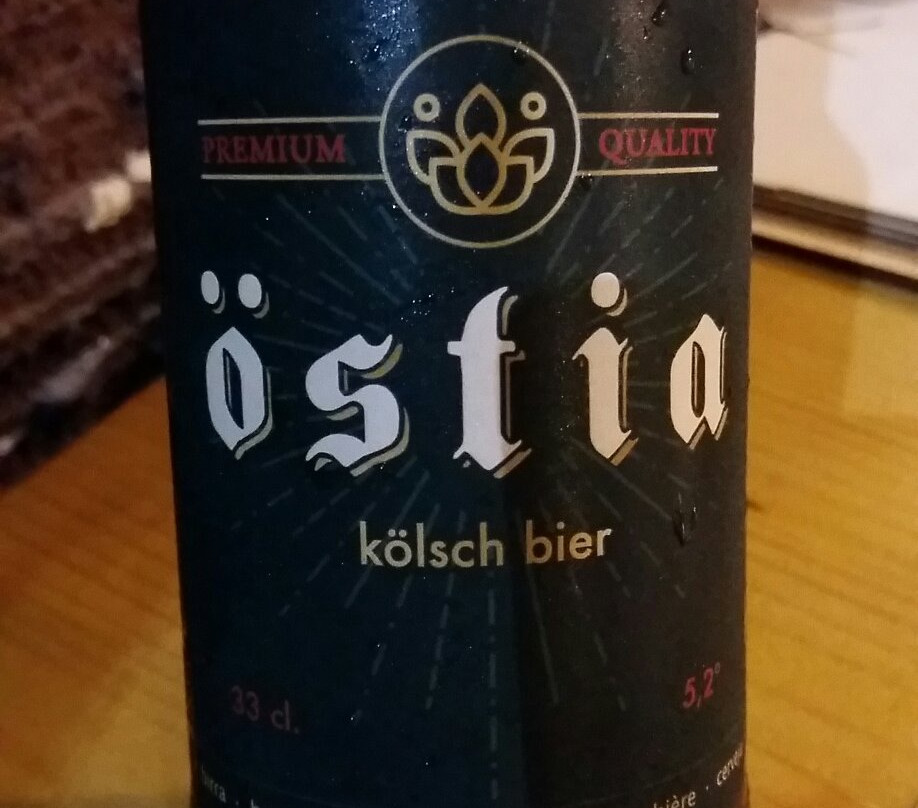 PREMIUM QUALITY
östia
kölsch bier
33 cl. 5,2°